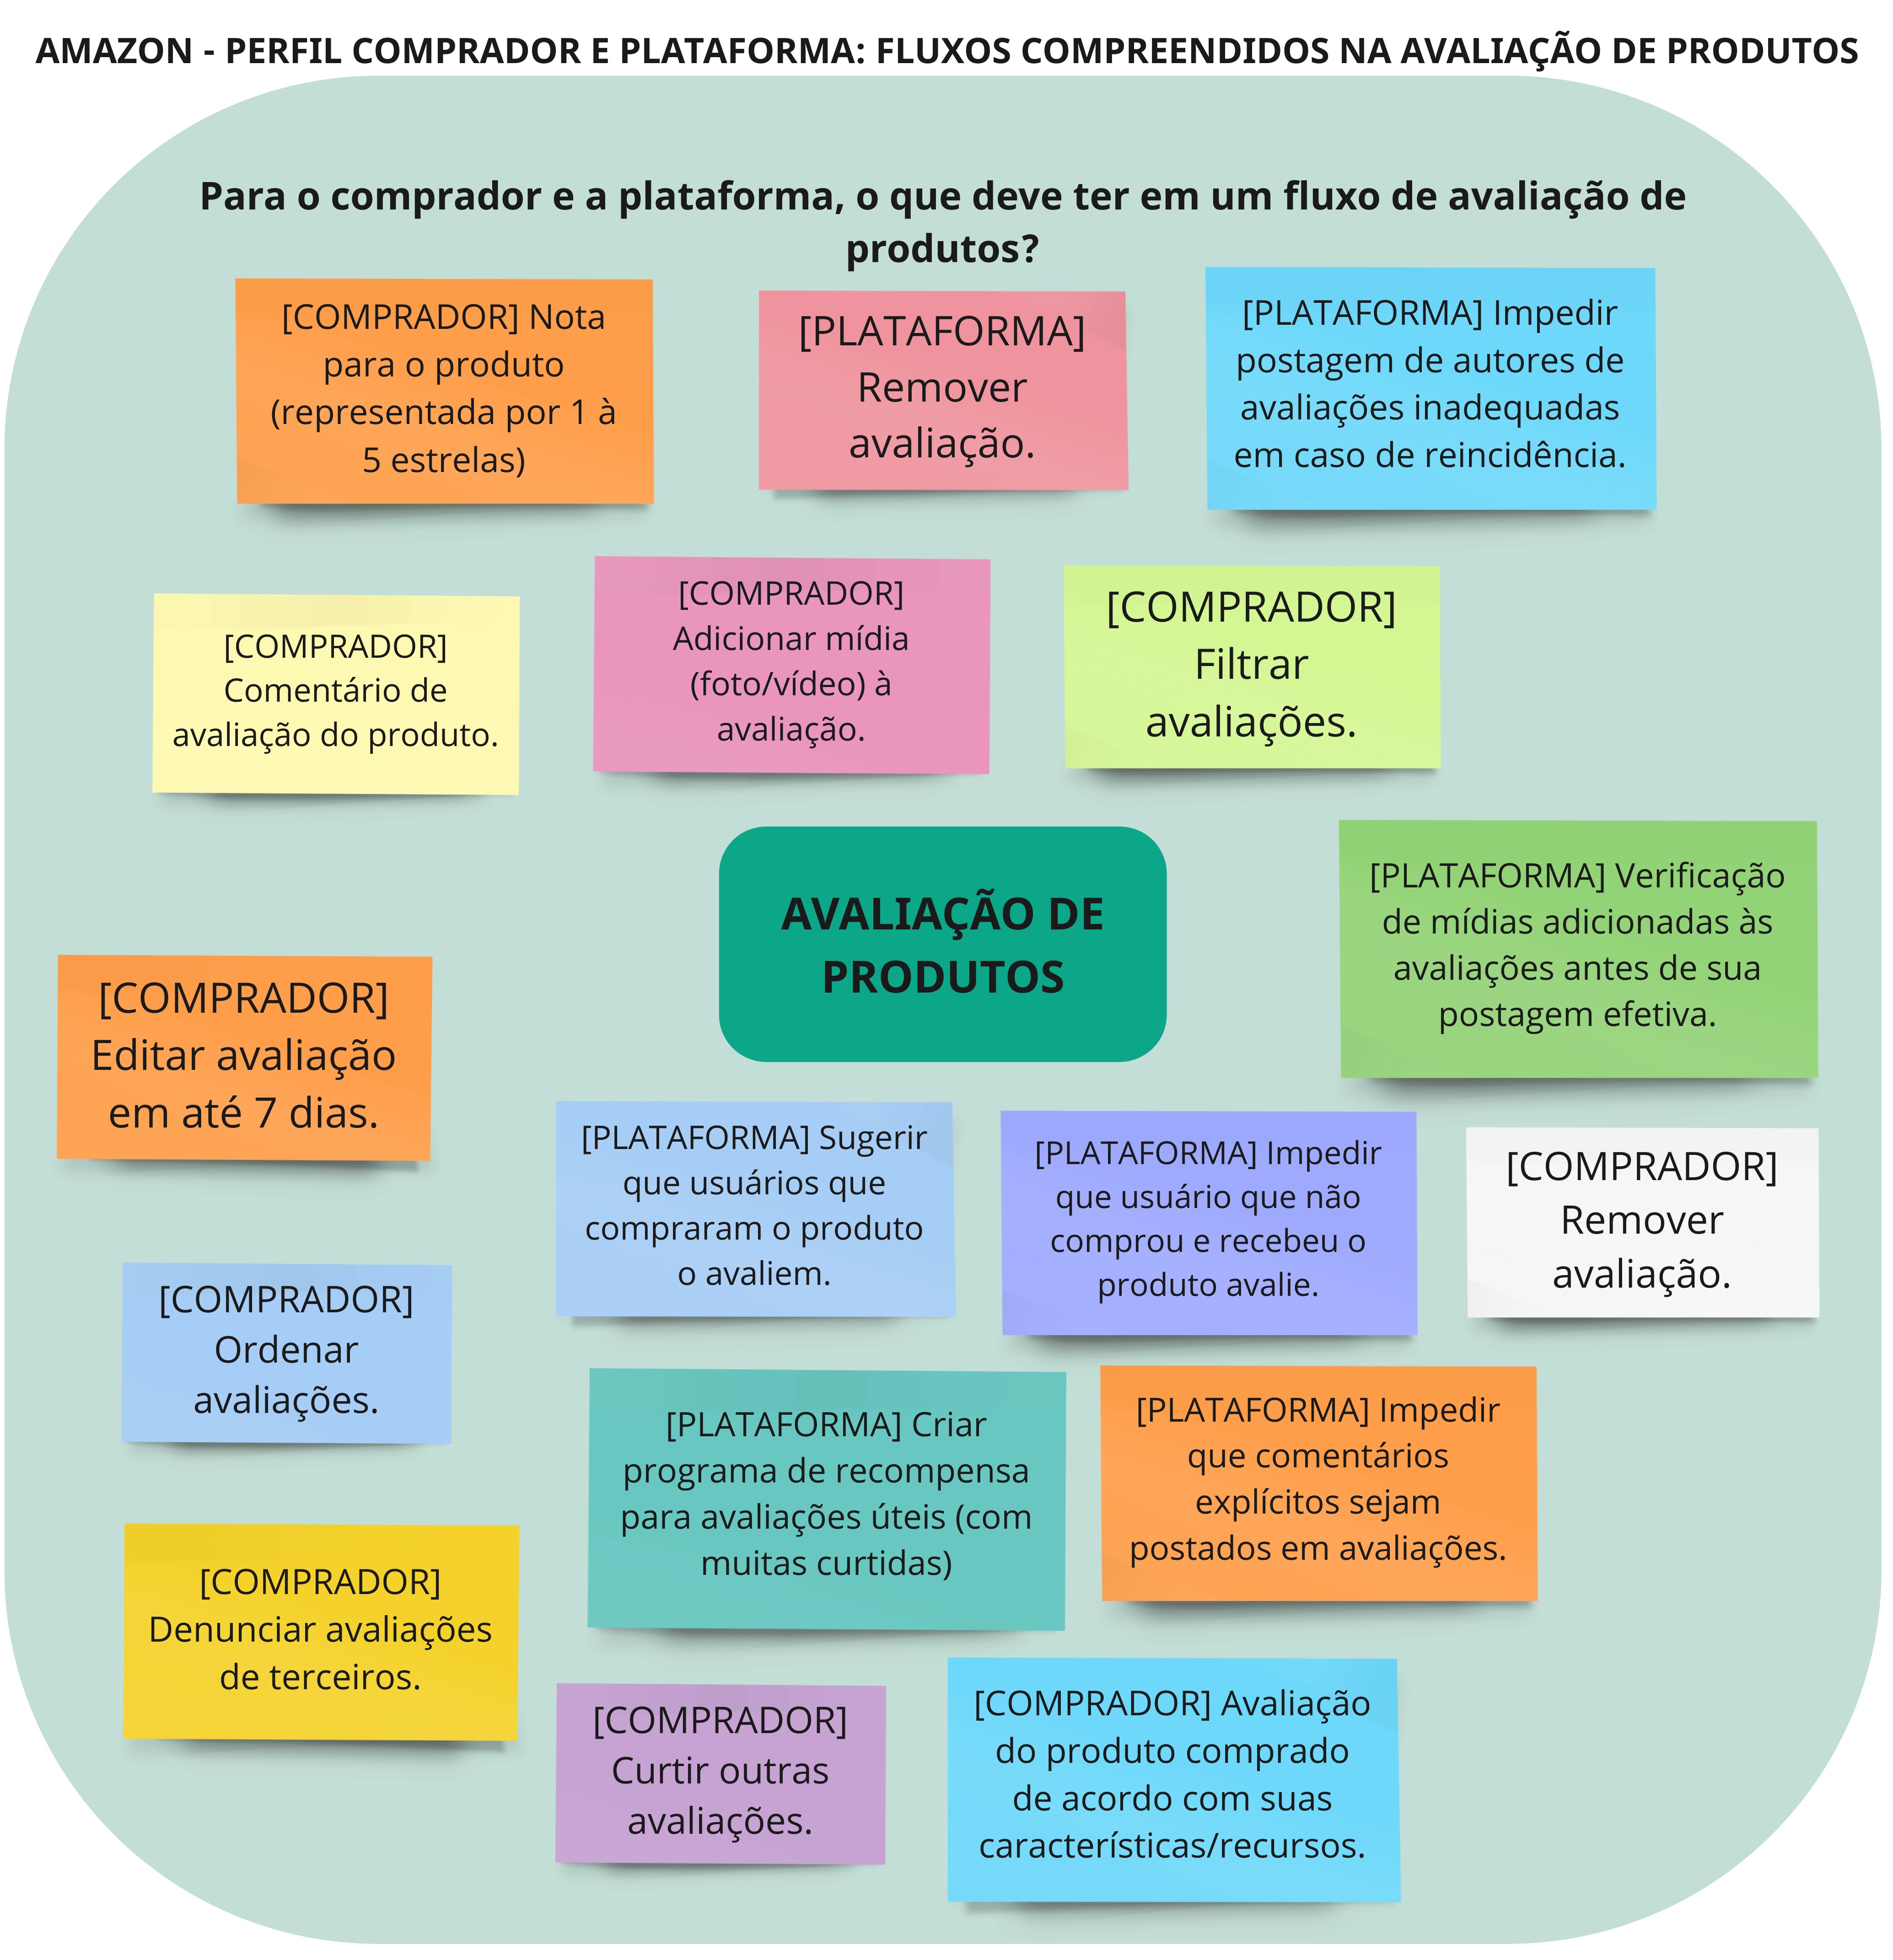 AMAZON - PERFIL COMPRADOR E PLATAFORMA: FLUXOS COMPREENDIDOS NA AVALIAÇÃO DE PRODUTOS
Para o comprador e a plataforma, o que deve ter em um fluxo de avaliação de
produtos?
[COMPRADOR] Nota
para o produto
(representada por 1 à
5 estrelas)
[PLATAFORMA]
Remover
avaliação.
[PLATAFORMA] Impedir
postagem de autores de
avaliações inadequadas
em caso de reincidência.
[COMPRADOR]
Comentário de
avaliação do produto.
[COMPRADOR]
Adicionar mídia
(foto/vídeo) à
avaliação.
[COMPRADOR]
Filtrar
avaliações.
AVALIAÇÃO DE
PRODUTOS
[PLATAFORMA] Verificação
de mídias adicionadas às
avaliações antes de sua
postagem efetiva.
[COMPRADOR]
Editar avaliação
em até 7 dias.
[PLATAFORMA] Sugerir
que usuários que
compraram o produto
o avaliem.
[PLATAFORMA] Impedir
que usuário que não
comprou e recebeu o
produto avalie.
[COMPRADOR]
Remover
avaliação.
[COMPRADOR]
Ordenar
avaliações.
[PLATAFORMA] Criar
programa de recompensa
para avaliações úteis (com
muitas curtidas)
[PLATAFORMA] Impedir
que comentários
explícitos sejam
postados em avaliações.
[COMPRADOR]
Denunciar avaliações
de terceiros.
[COMPRADOR]
Curtir outras
avaliações.
[COMPRADOR] Avaliação
do produto comprado
de acordo com suas
características/recursos.